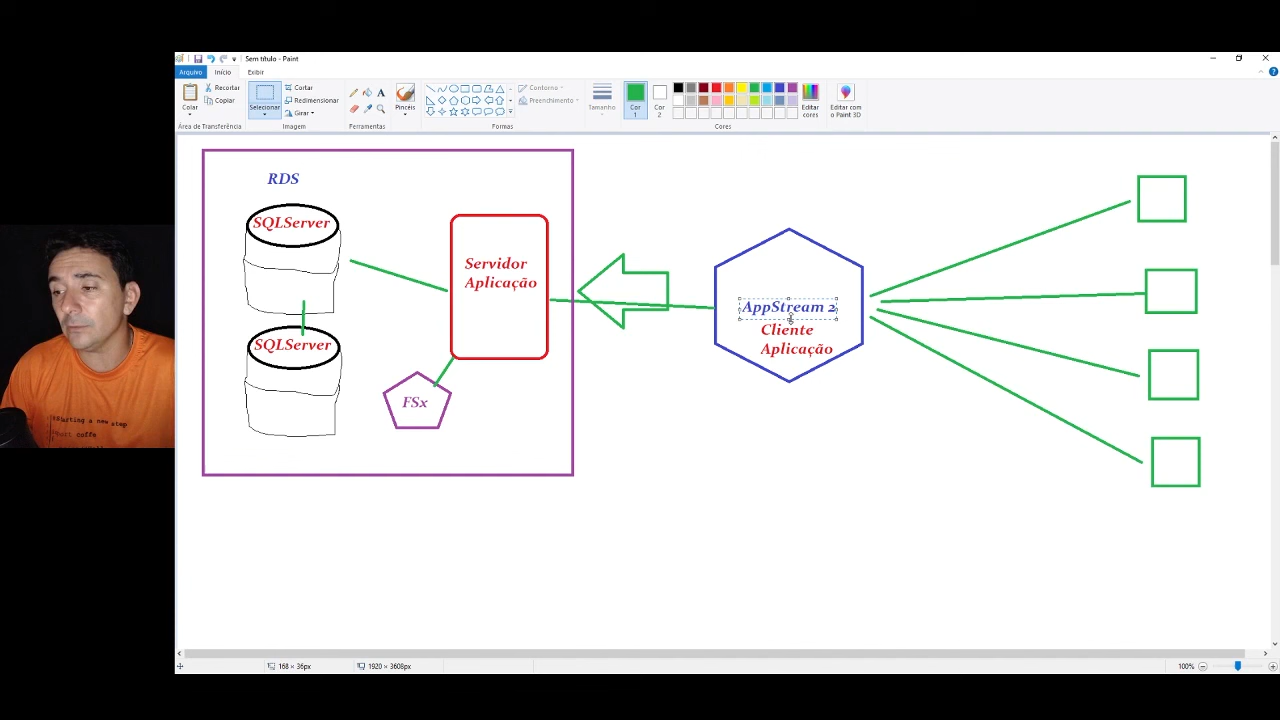 Sem título - Paint
Arquivo
Início
Exibir
Colar
Recortar
Copiar
Área de Transferência
Selecionar
Cortar
Redimensionar
Girar
Imagem
Pincéis
Ferramentas
Contorno
Preenchimento
Formas
Tamanho
Cor
1
Cor
2
Editar
cores
Editar com
o Paint 3D
Cores
RDS
SQLServer
SQLServer
Servidor
Aplicação
FSx
AppStream 2
Cliente
Aplicação
168 × 36px
1920 × 3608px
100%